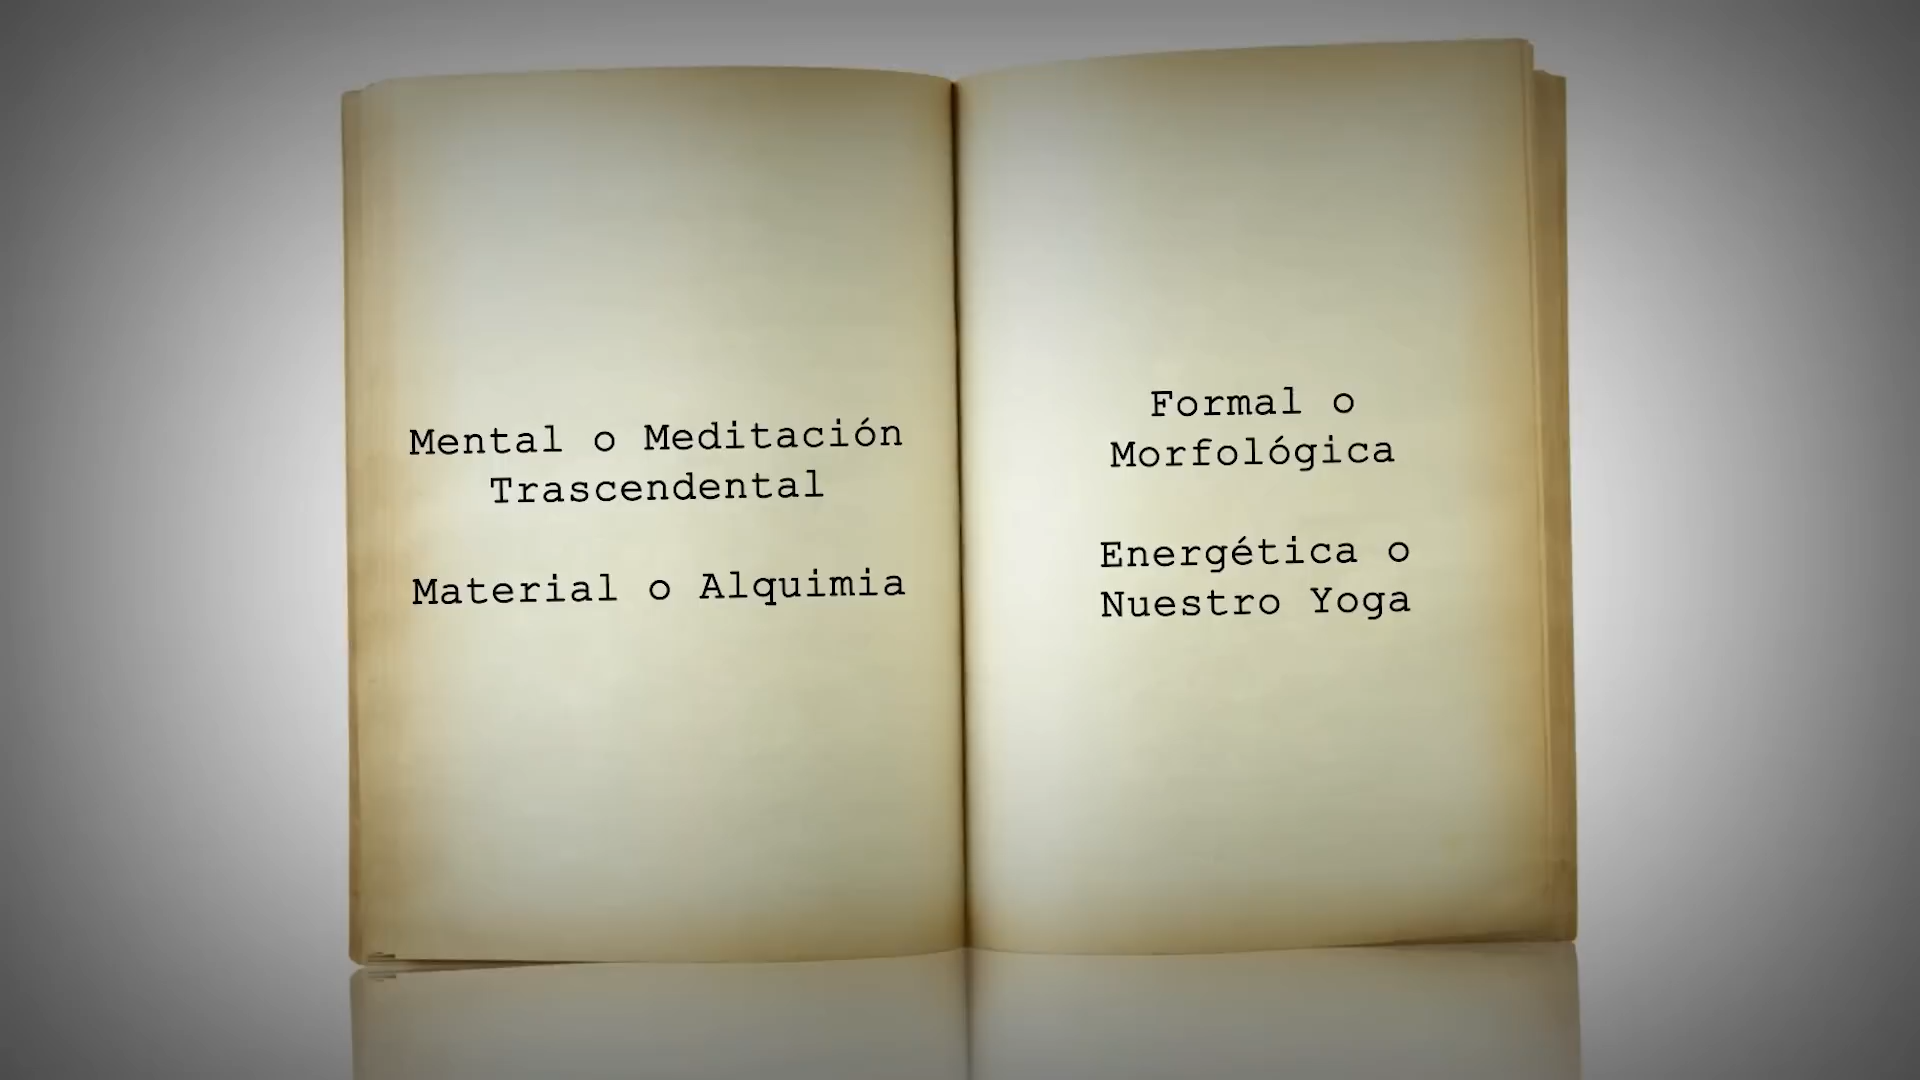 Mental o Meditación
Trascendental
Material o Alquimia
Formal o
Morfológica
Energética o
Nuestro Yoga